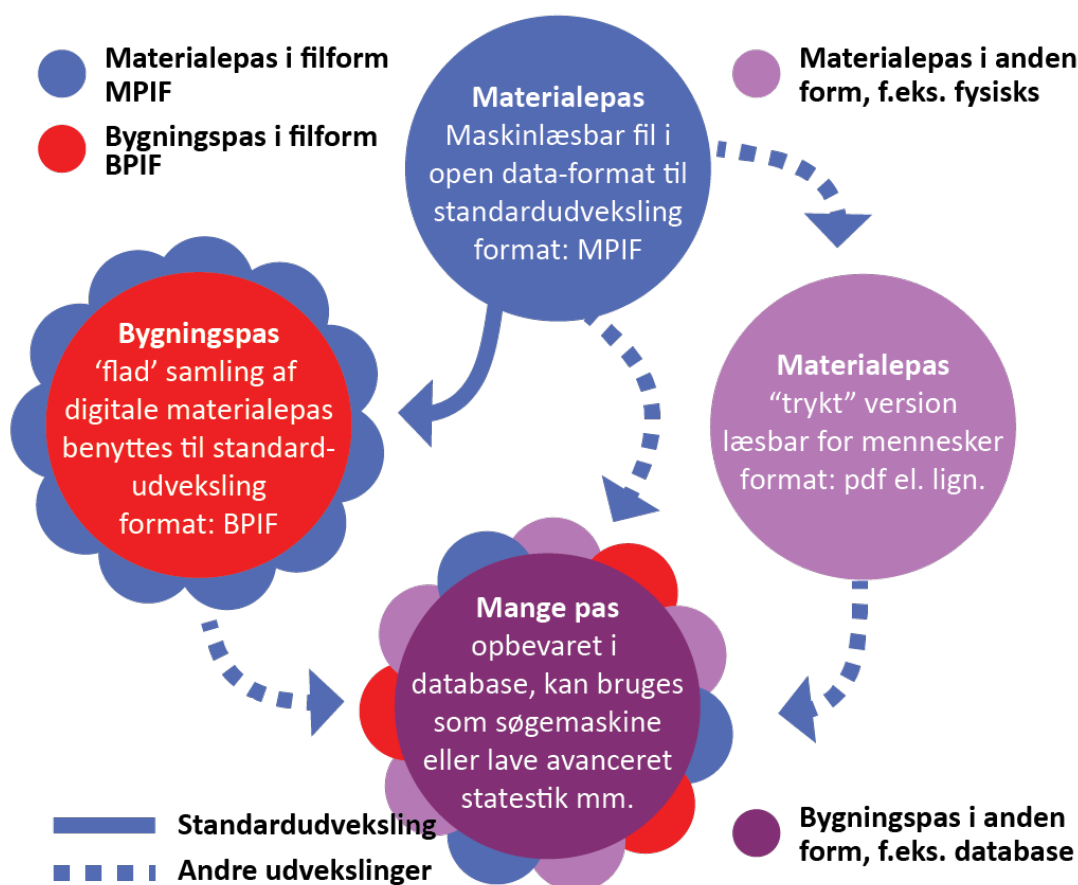 Materialepas i filform
MPIF
Bygningspas i filform
BPIF
Materialepas
Maskinlæsbar fil i
open data-format til
standardudveksling
format: MPIF
Materialepas i anden
form, f.eks. fysisks
Bygningspas
‘flad’ samling af
digitale materialepas
benyttes til standard-
udveksling
format: BPIF
Materialepas
“trykt” version
læsbar for mennesker
format: pdf el. lign.
Mange pas
opbevaret i
database, kan bruges
som søgemaskine
eller lave avanceret
statestik mm.
Standardudveksling
Andre udvekslinger
Bygningspas i anden
form, f.eks. database